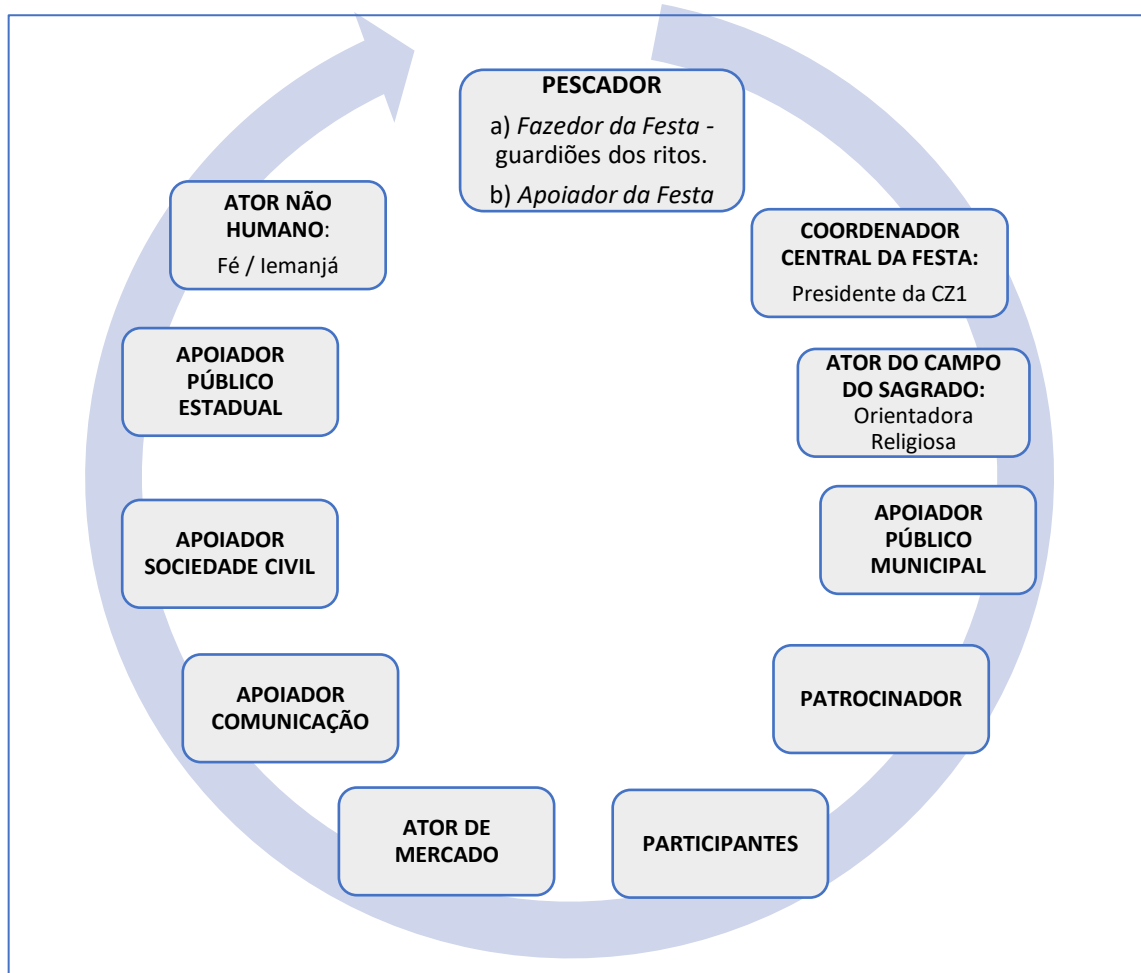 PESCADOR
a) Fazedor da Festa -
guardiões dos ritos.
b) Apoiador da Festa
COORDENADOR
CENTRAL DA FESTA:
Presidente da CZ1
ATOR DO CAMPO
DO SAGRADO:
Orientadora
Religiosa
APOIADOR
PÚBLICO
MUNICIPAL
PATROCINADOR
PARTICIPANTES
ATOR DE
MERCADO
APOIADOR
COMUNICAÇÃO
APOIADOR
SOCIEDADE CIVIL
APOIADOR
PÚBLICO
ESTADUAL
ATOR NÃO
HUMANO:
Fé / Iemanjá